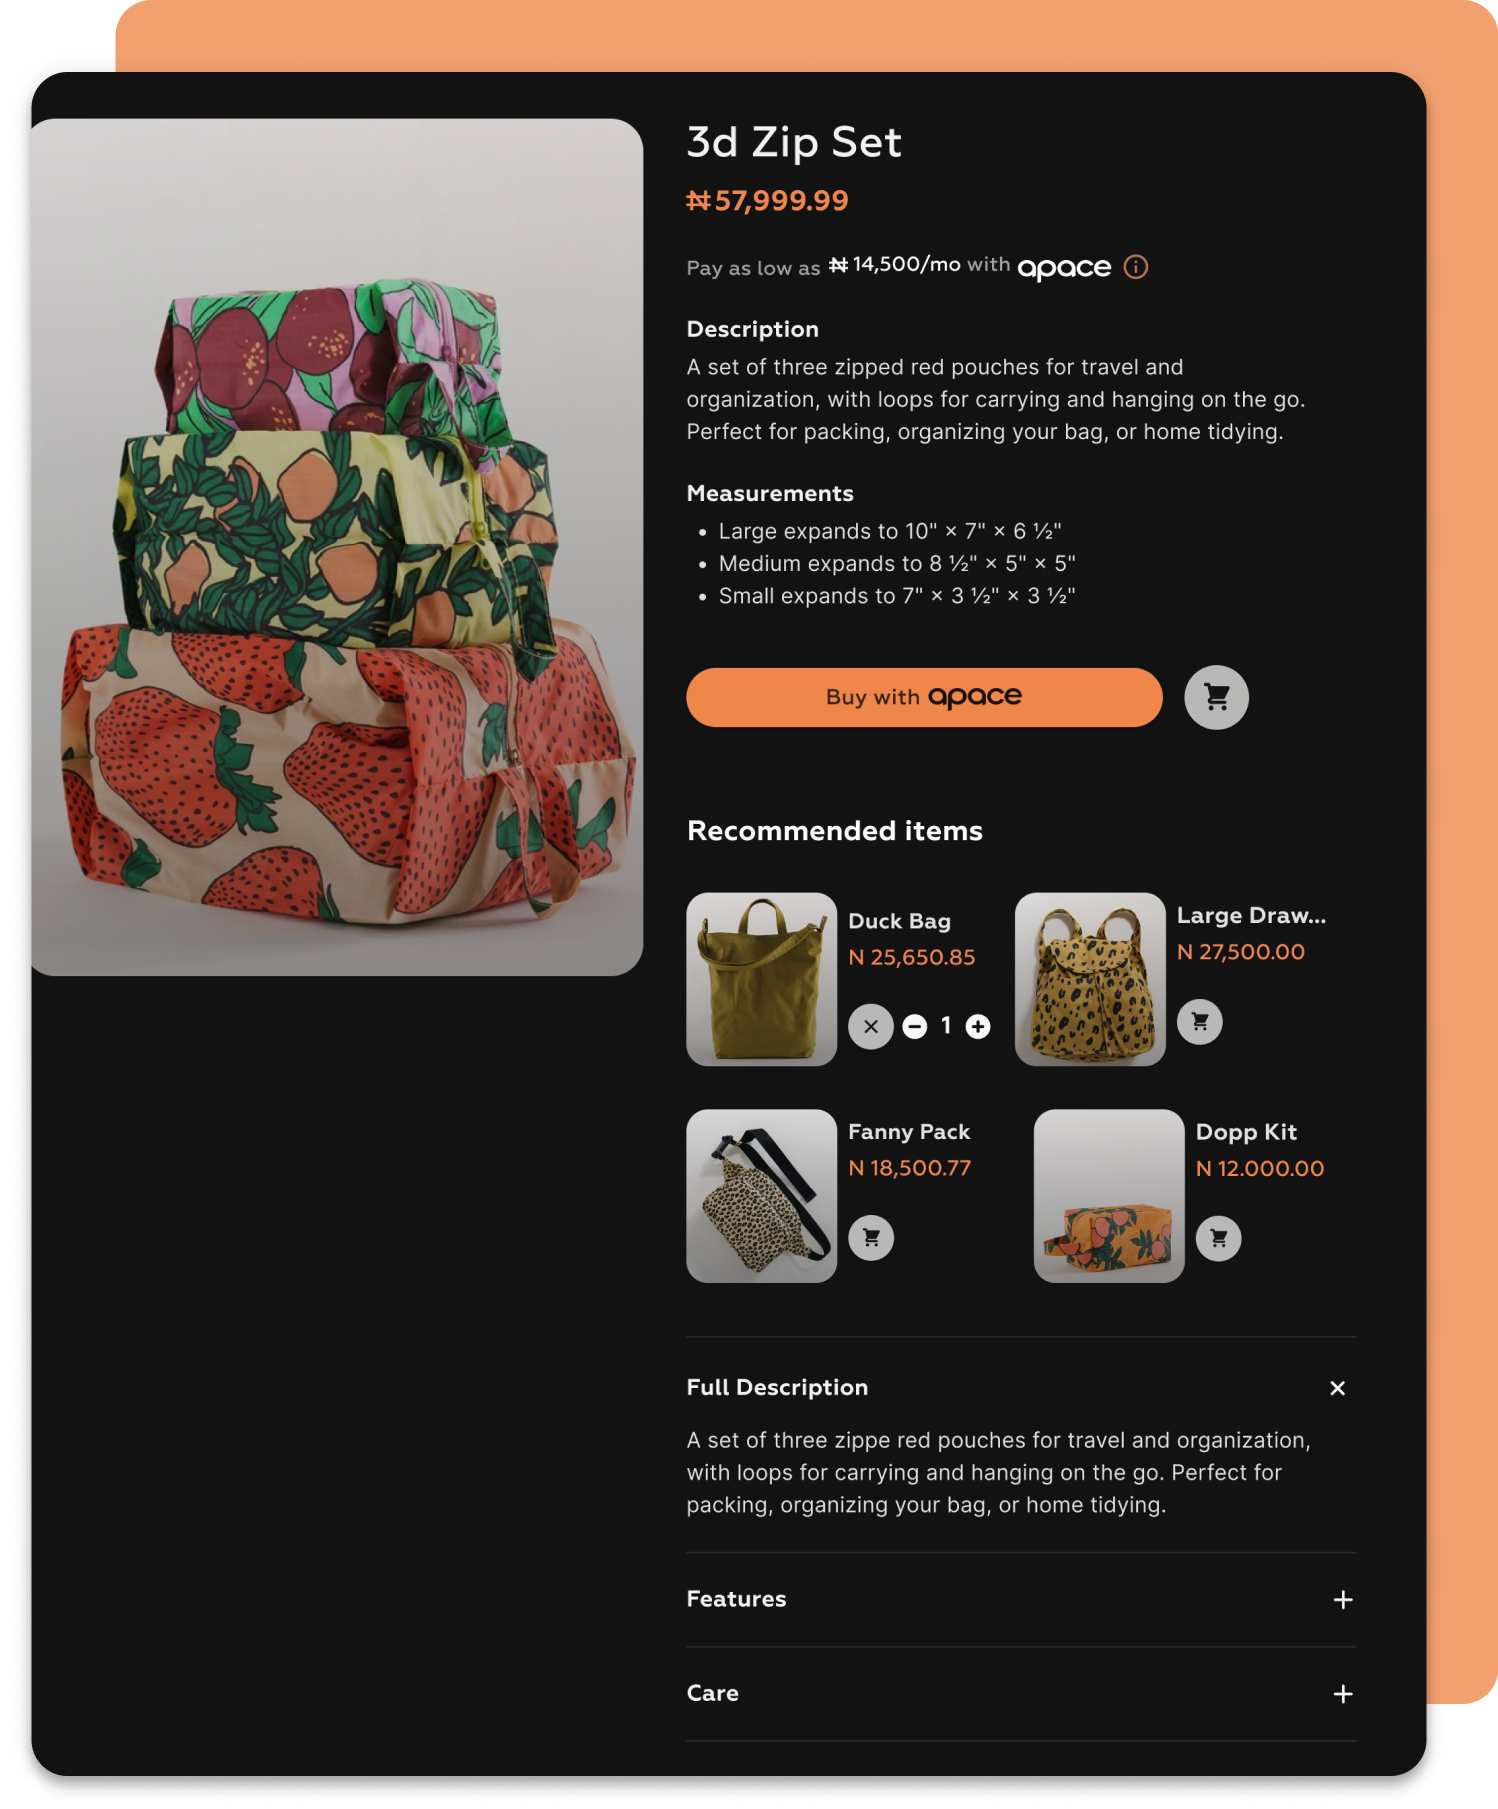 3d Zip Set
₦57,999.99
Pay as low as ₦14,500/mo with apace
Description
A set of three zipped red pouches for travel and
organization, with loops for carrying and hanging on the go.
Perfect for packing, organizing your bag, or home tidying.
Measurements
• Large expands to 10" × 7" × 6 ½"
• Medium expands to 8 ½" × 5" × 5"
• Small expands to 7" × 3 ½" × 3 ½"
Buy with apace
Recommended items
Duck Bag
N 25,650.85
1
Large Draw...
N 27,500.00
Fanny Pack
N 18,500.77
Dopp Kit
N 12.000.00
Full Description
A set of three zippe red pouches for travel and organization,
with loops for carrying and hanging on the go. Perfect for
packing, organizing your bag, or home tidying.
Features
Care